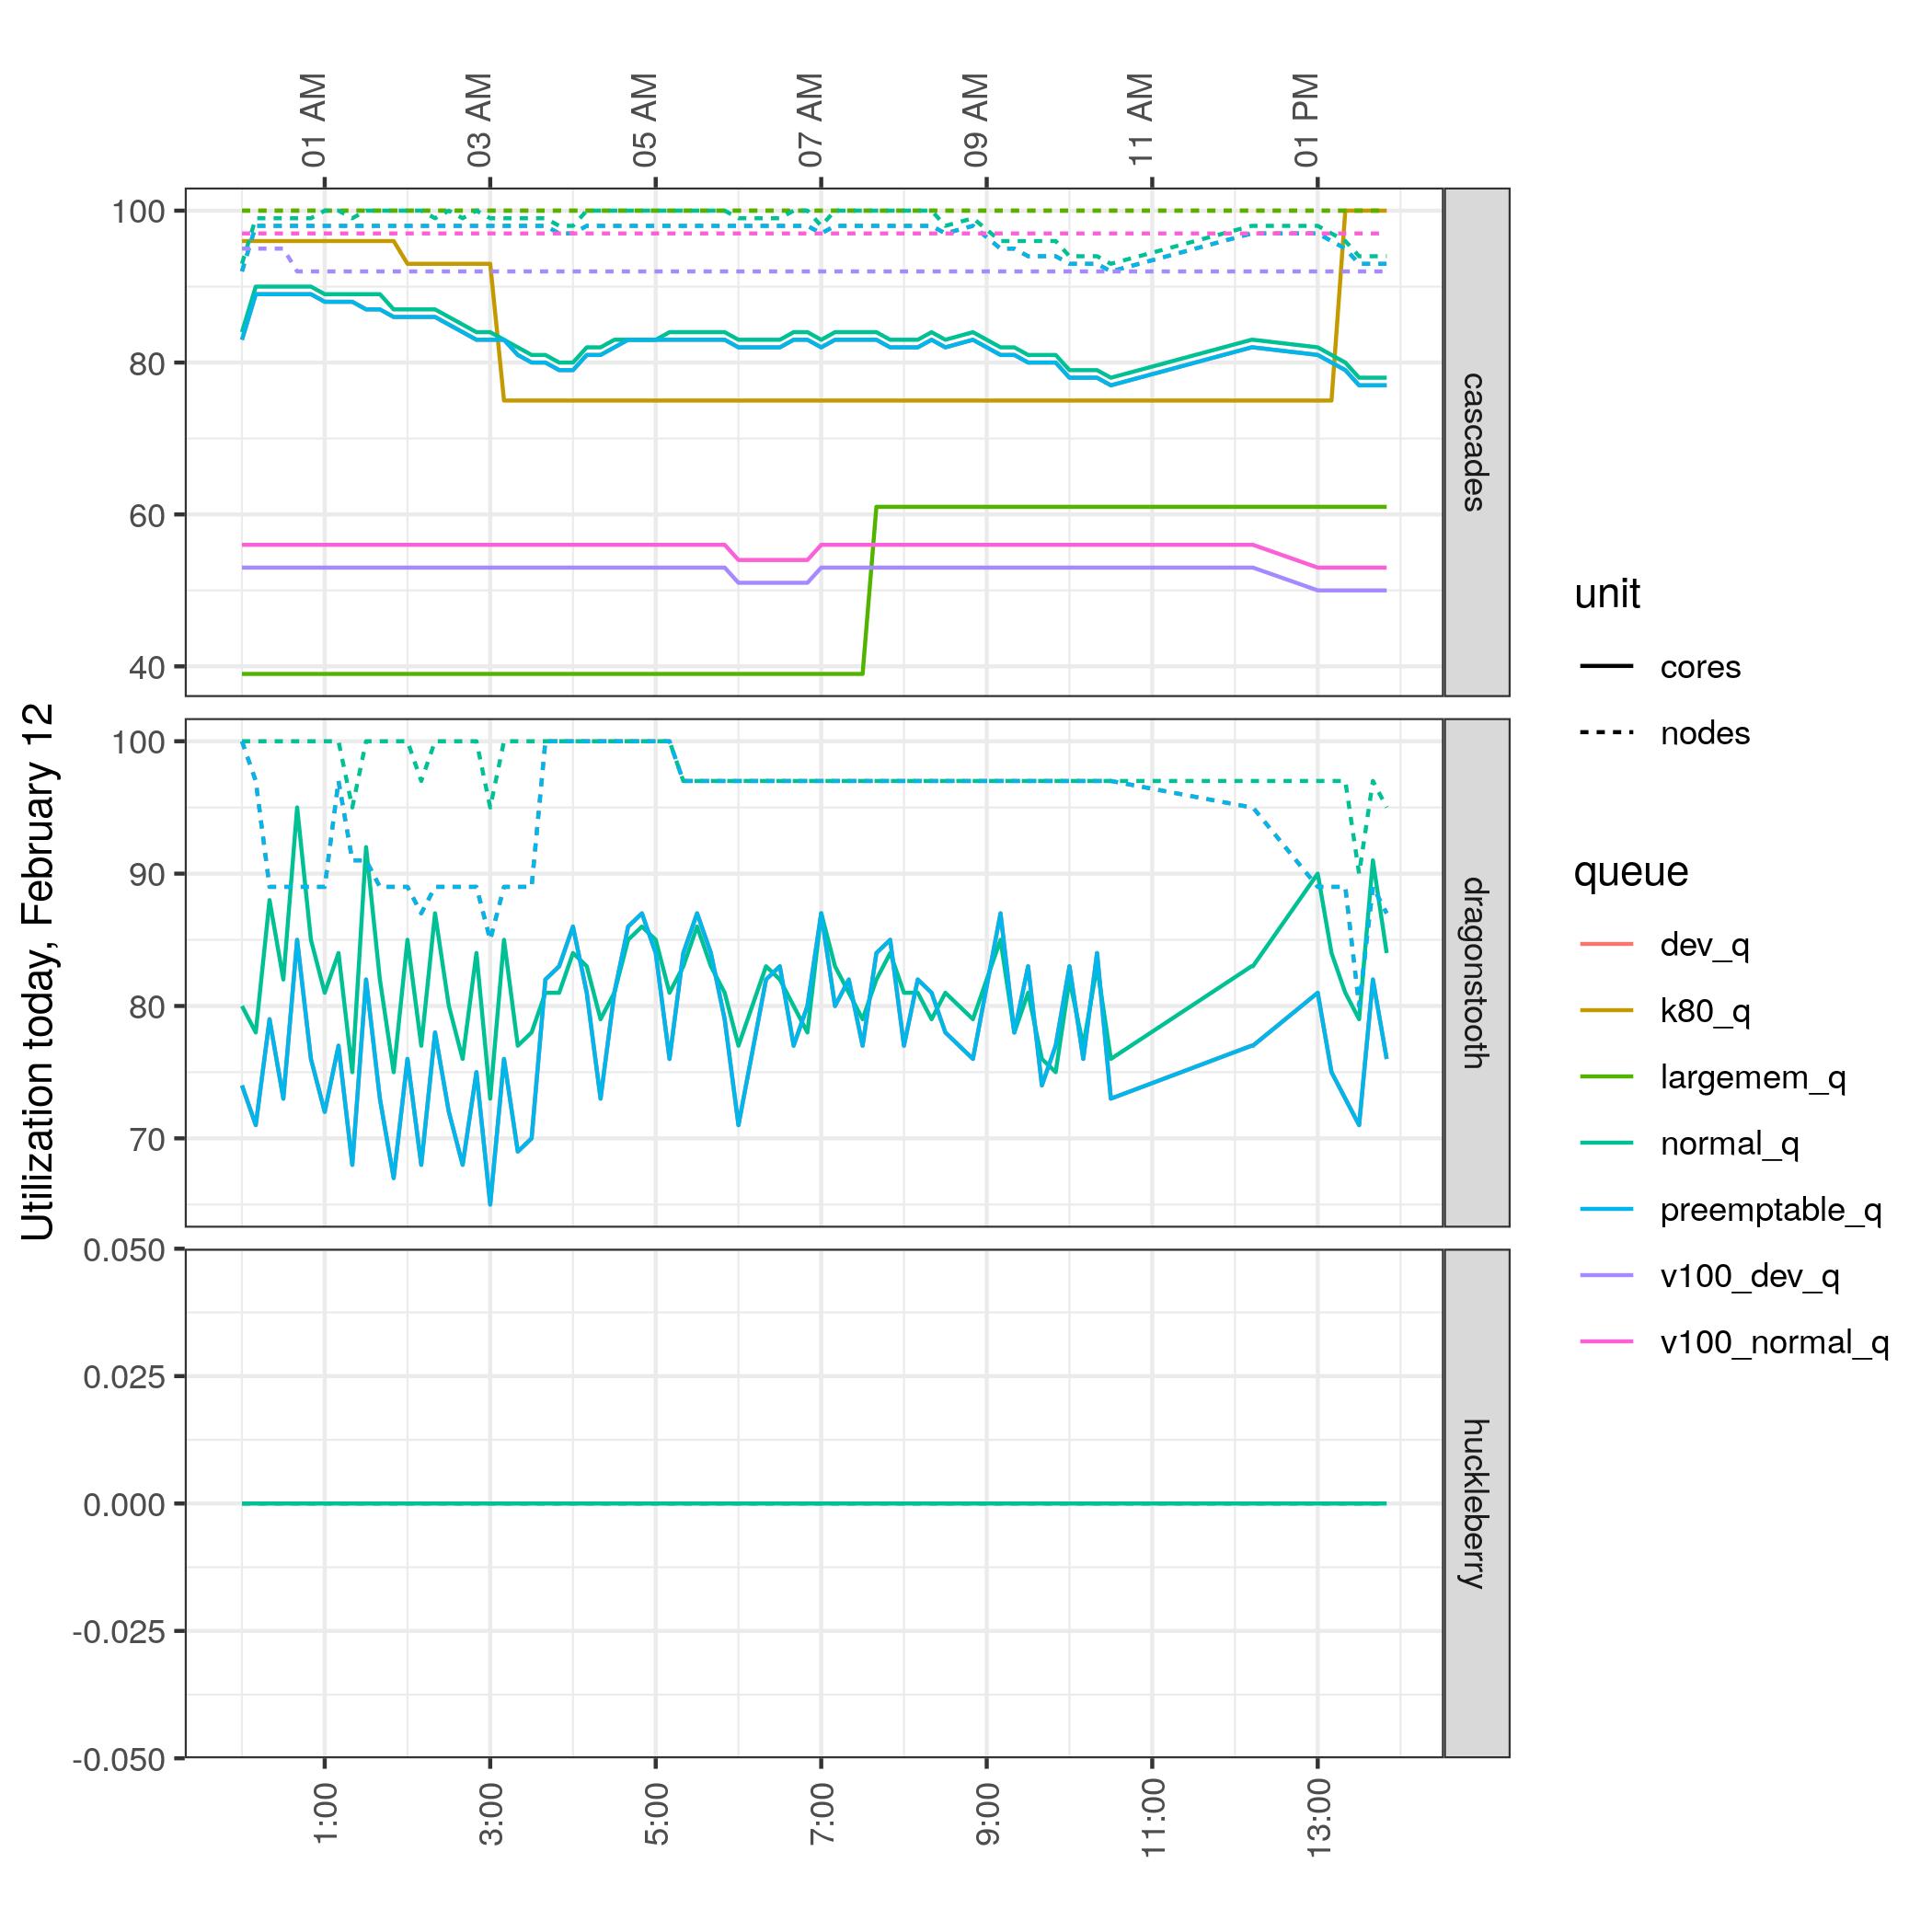 01 AM
03 AM
05 AM
07 AM
09 AM
11 AM
01 PM
Utilization today, February 12
100
80
60
40
cascades
100
90
80
70
dragonstooth
0.050
0.025
0.000
-0.025
-0.050
huckleberry
1:00
3:00
5:00
7:00
9:00
11:00
13:00
unit
cores
nodes
queue
dev_q
k80_q
largemem_q
normal_q
preemptable_q
v100_dev_q
v100_normal_q